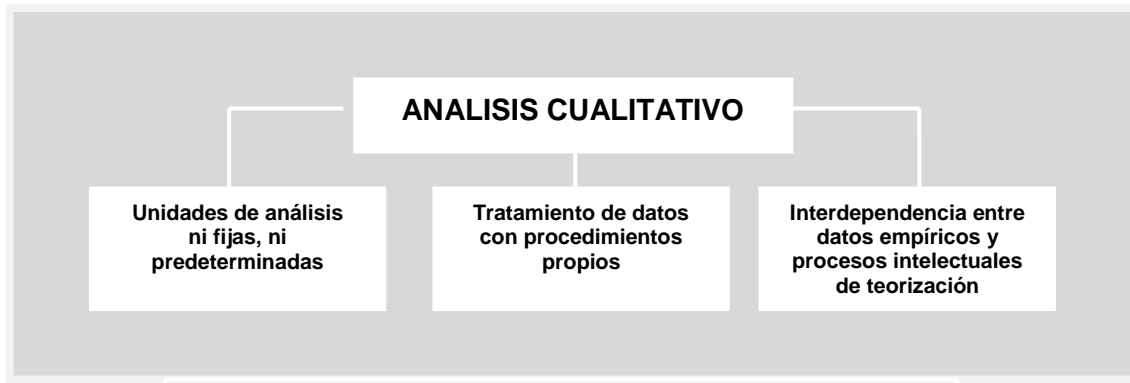 ANALISIS CUALITATIVO
Unidades de análisis
ni fijas, ni
predeterminadas
Tratamiento de datos
con procedimientos
propios
Interdependencia entre
datos empíricos y
procesos intelectuales
de teorización